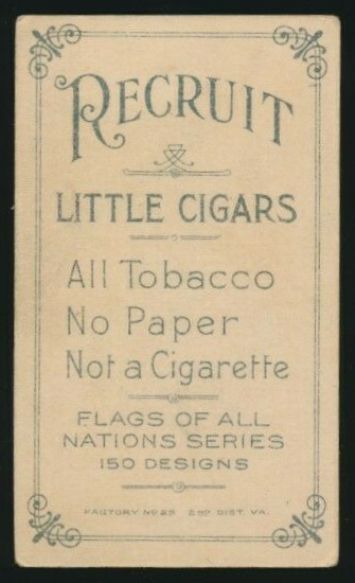 RECRUIT
LITTLE CIGARS
All Tobacco
No Paper
Not a Cigarette
FLAGS OF ALL
NATIONS SERIES
150 DESIGNS
FACTORY No 25 2ND DIST. VA.